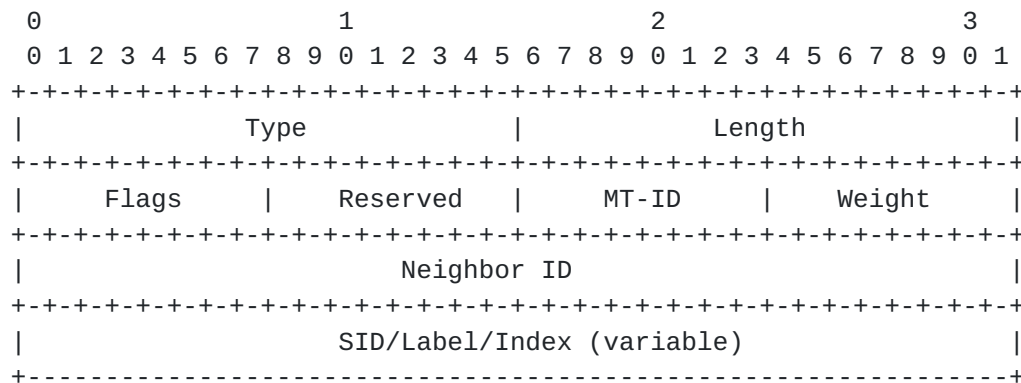 0                   1                   2                   3
 0 1 2 3 4 5 6 7 8 9 0 1 2 3 4 5 6 7 8 9 0 1 2 3 4 5 6 7 8 9 0 1
+-+-+-+-+-+-+-+-+-+-+-+-+-+-+-+-+-+-+-+-+-+-+-+-+-+-+-+-+-+-+-+-+
|              Type             |            Length             |
+-+-+-+-+-+-+-+-+-+-+-+-+-+-+-+-+-+-+-+-+-+-+-+-+-+-+-+-+-+-+-+-+
|     Flags     |    Reserved   |     MT-ID     |    Weight     |
+-+-+-+-+-+-+-+-+-+-+-+-+-+-+-+-+-+-+-+-+-+-+-+-+-+-+-+-+-+-+-+-+
|                        Neighbor ID                            |
+-+-+-+-+-+-+-+-+-+-+-+-+-+-+-+-+-+-+-+-+-+-+-+-+-+-+-+-+-+-+-+-+
|                    SID/Label/Index (variable)                 |
+---------------------------------------------------------------+